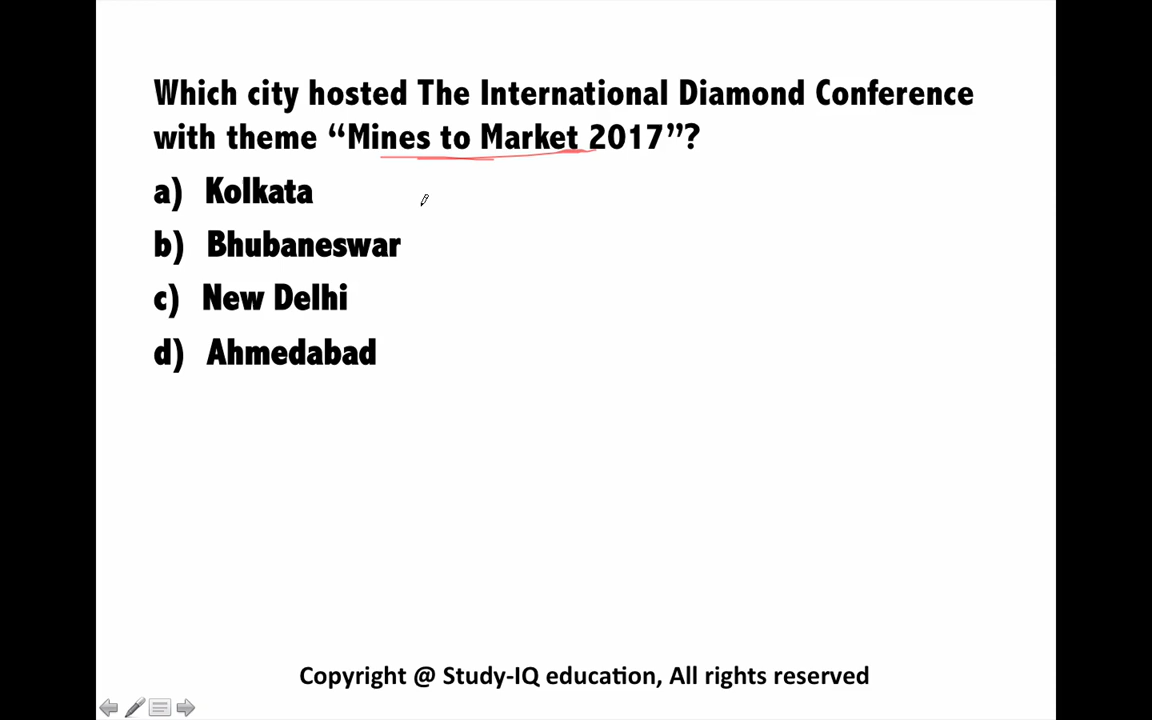 Which city hosted The International Diamond Conference
with theme “Mines to Market 2017”?
a) Kolkata
b) Bhubaneswar
c) New Delhi
d) Ahmedabad
Copyright @ Study-IQ education, All rights reserved